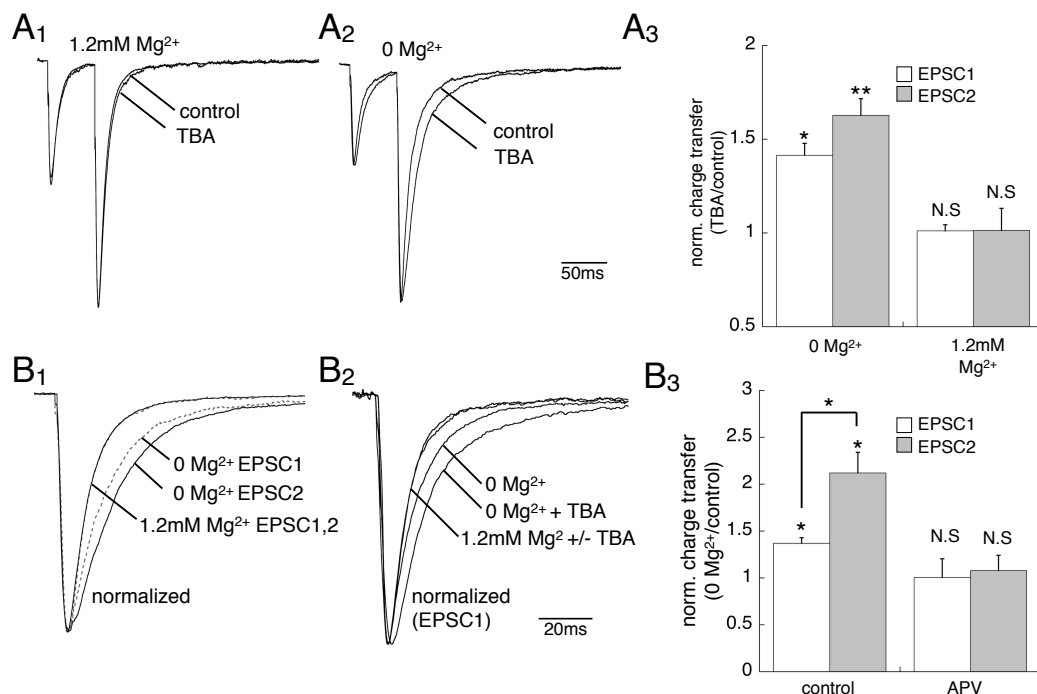 A1
1.2mM Mg2+
control
TBA
A2
0 Mg2+
control
TBA
50ms
A3
norm. charge transfer
(TBA/control)
2
1.5
1
0.5
EPSC1
EPSC2
*
**
N.S
N.S
0 Mg2+
1.2mM
Mg2+
B1
0 Mg2+ EPSC1
0 Mg2+ EPSC2
1.2mM Mg2+ EPSC1,2
normalized
B2
0 Mg2+
0 Mg2+ + TBA
1.2mM Mg2 +/- TBA
normalized
(EPSC1)
20ms
B3
norm. charge transfer
(0 Mg2+/control)
3
2.5
2
1.5
1
0.5
0
EPSC1
EPSC2
*
*
*
N.S
N.S
control
APV